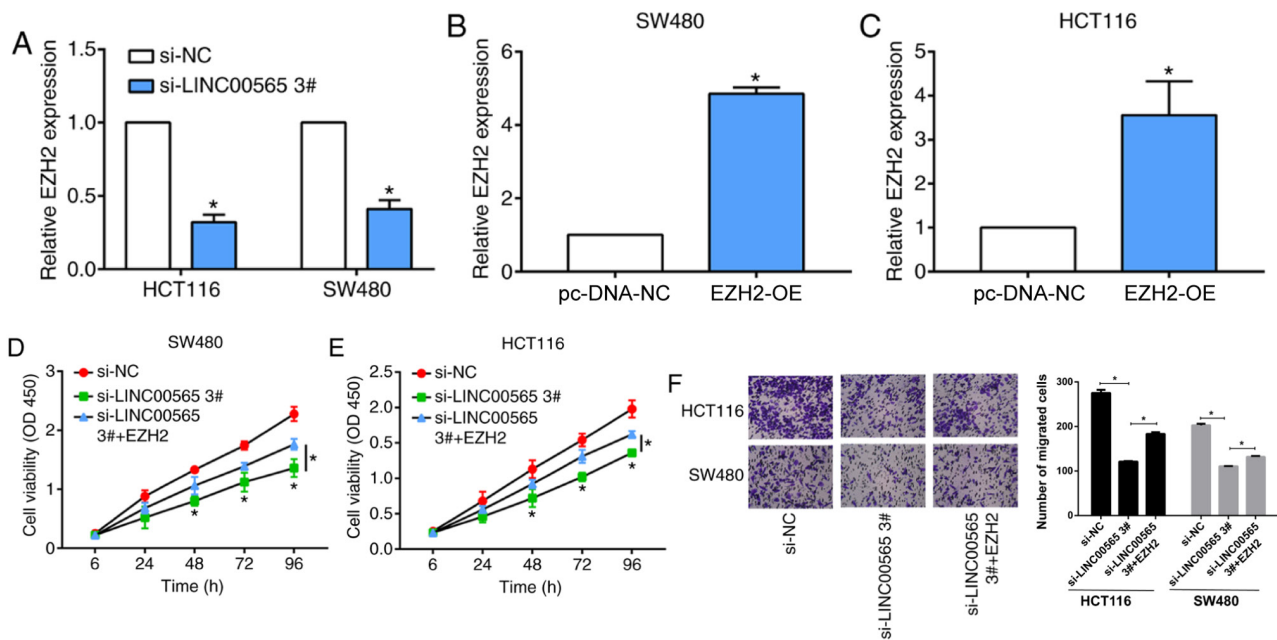 A
Relative EZH2 expression
1.5
1.0
0.5
0.0
si-NC
si-LINC00565 3#
*
*
HCT116
SW480
B
SW480
Relative EZH2 expression
6
4
2
0
*
pc-DNA-NC
EZH2-OE
C
HCT116
Relative EZH2 expression
5
4
3
2
1
0
*
pc-DNA-NC
EZH2-OE
D
SW480
Cell viability (OD 450)
3
2
1
0
si-NC
si-LINC00565 3#
si-LINC00565
3#+EZH2
*
*
*
*
6
24
48
72
96
Time (h)
E
HCT116
Cell viability (OD 450)
2.5
2.0
0.5
1.0
0.5
0.0
si-NC
si-LINC00565 3#
si-LINC00565
3#+EZH2
*
*
*
*
6
24
48
72
96
Time (h)
F
HCT116
SW480
si-NC
si-LINC00565 3#
si-LINC00565
3#+EZH2
Number of migrated cells
300
200
100
0
*
*
*
*
si-NC
si-LINC00565 3#
si-LINC00565
3#+EZH2
si-NC
si-LINC00565 3#
si-LINC00565
3#+EZH2
HCT116
SW480